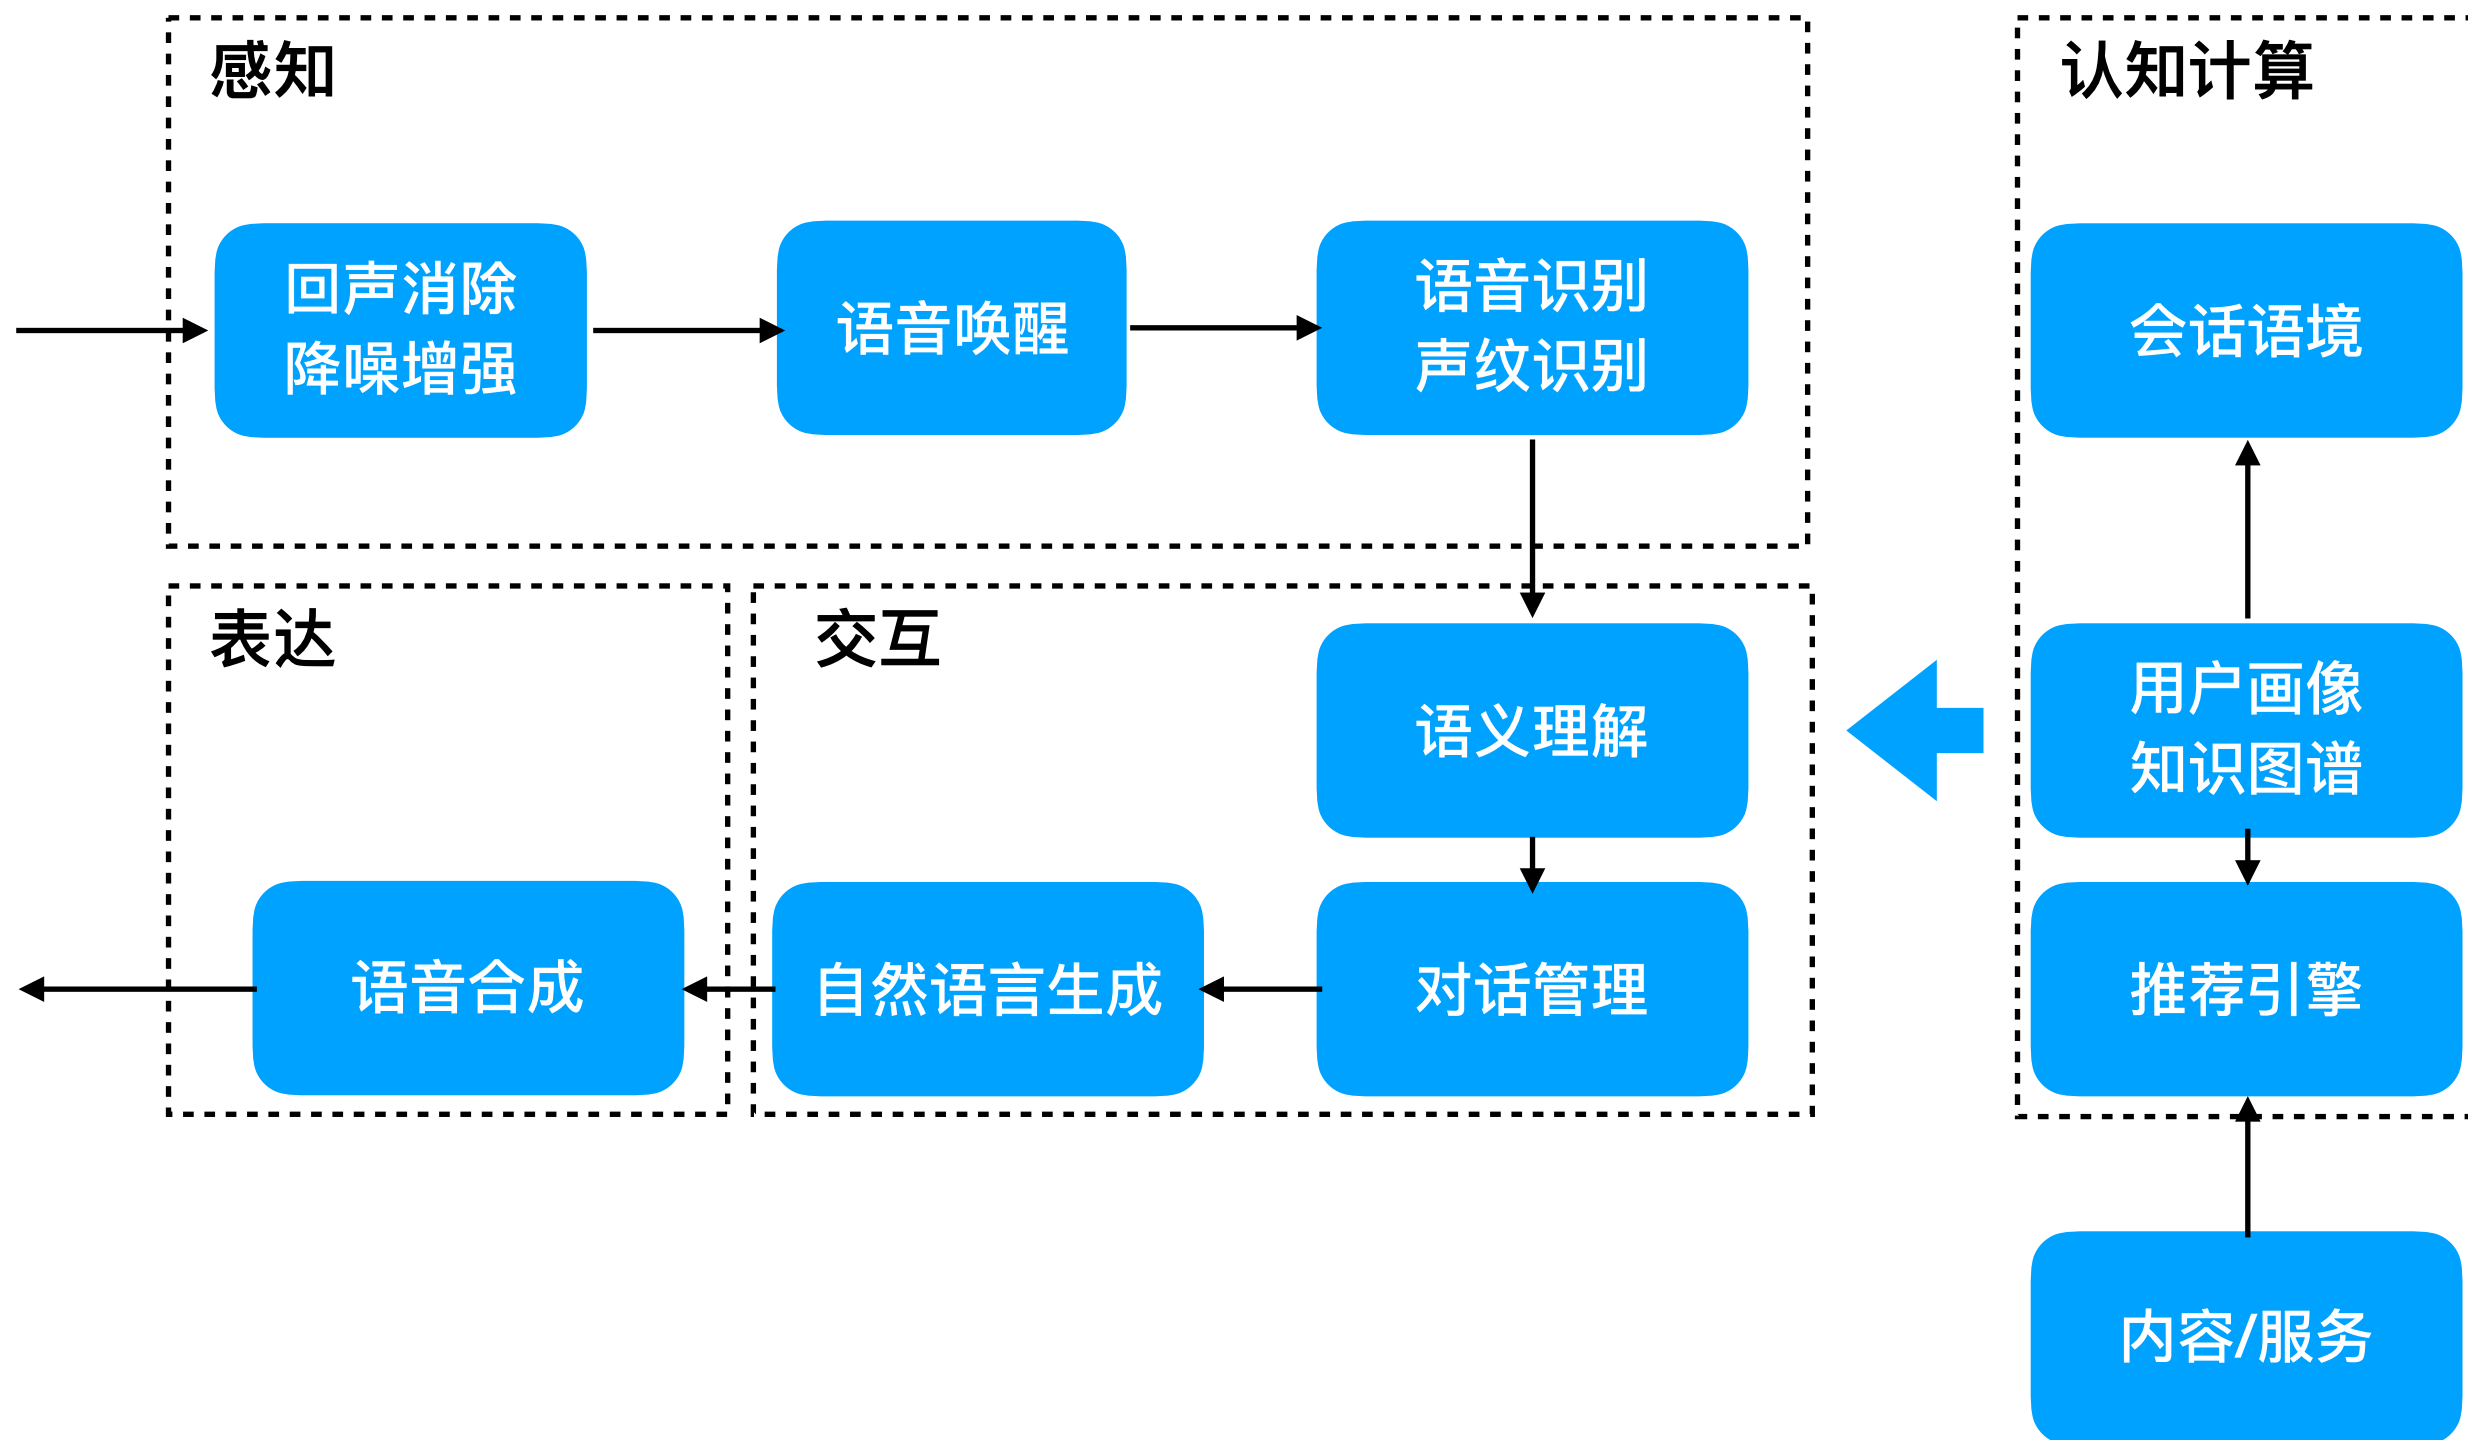 感知
回声消除
降噪增强
语音唤醒
语音识别
声纹识别
表达
语音合成
交互
语义理解
自然语言生成
对话管理
认知计算
会话语境
用户画像
知识图谱
推荐引擎
内容/服务